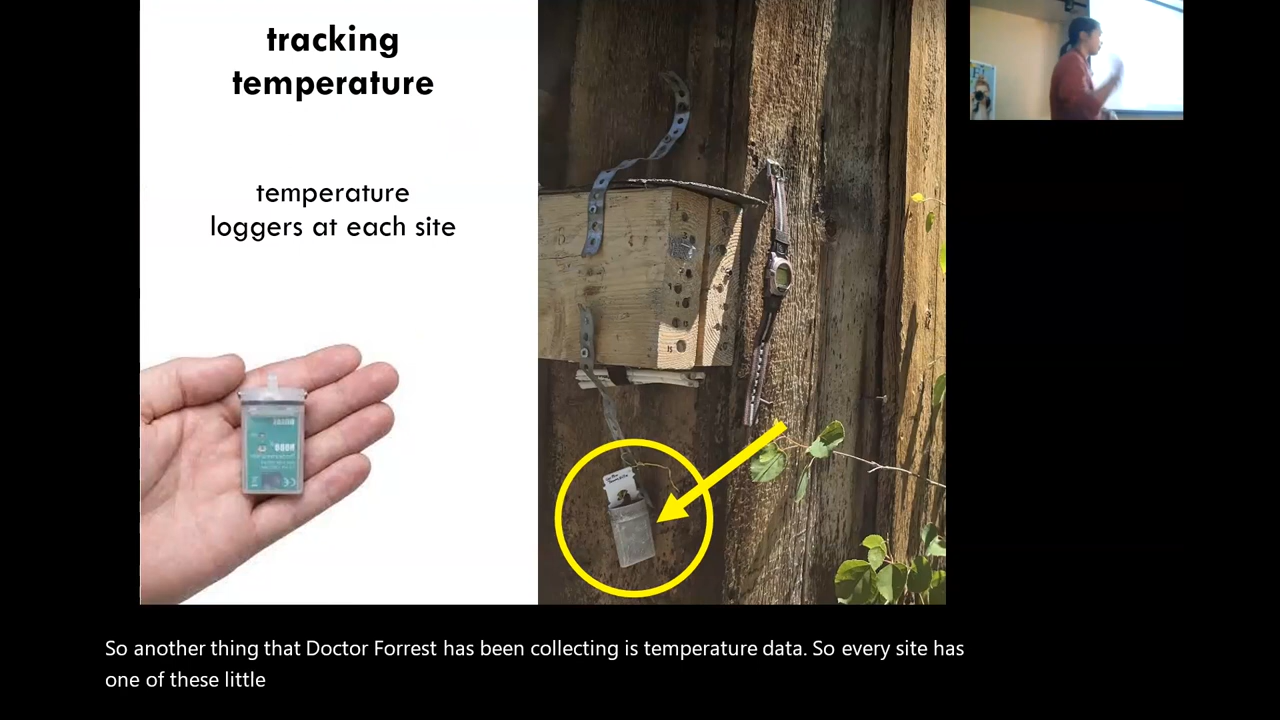 tracking
temperature
temperature
loggers at each site
HOBO
So another thing that Doctor Forrest has been collecting is temperature data. So every site has
one of these little